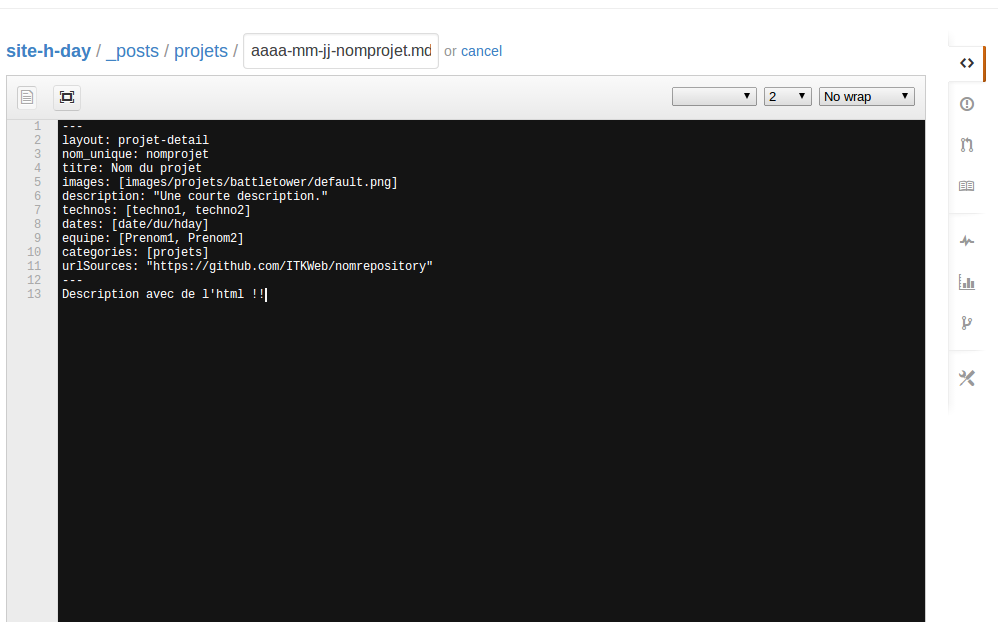 site-h-day / _posts / projets / aaaa-mm-jj-nomprojet.md or cancel
2 No wrap
1 ---
2 layout: projet-detail
3 nom_unique: nomprojet
4 titre: Nom du projet
5 images: [images/projets/battletower/default.png]
6 description: "Une courte description."
7 technos: [techno1, techno2]
8 dates: [date/du/hday]
9 equipe: [Prenom1, Prenom2]
10 categories: [projets]
11 urlSources: "https://github.com/ITKWeb/nomrepository"
12 ---
13 Description avec de l'html !!